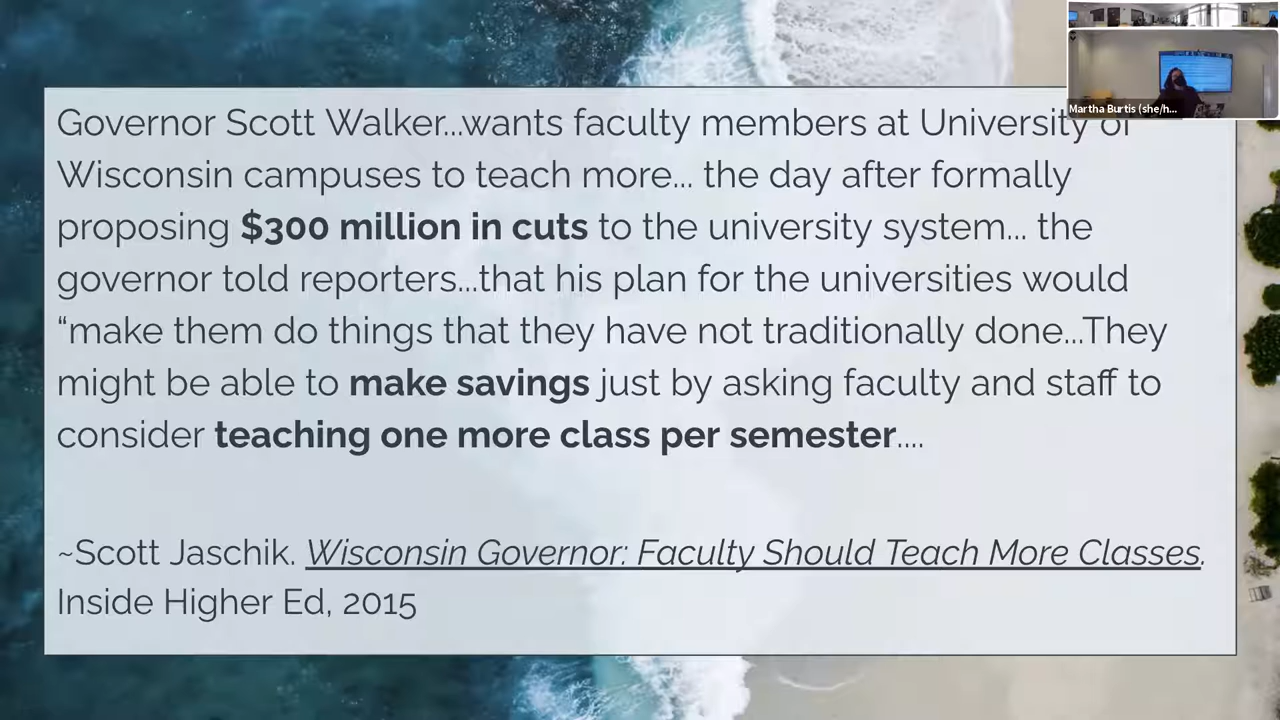 Governor Scott Walker...wants faculty members at University of
Wisconsin campuses to teach more... the day after formally
proposing $300 million in cuts to the university system... the
governor told reporters...that his plan for the universities would
“make them do things that they have not traditionally done...They
might be able to make savings just by asking faculty and staff to
consider teaching one more class per semester....
~Scott Jaschik. Wisconsin Governor: Faculty Should Teach More Classes.
Inside Higher Ed, 2015
Martha Burtis (she/h...